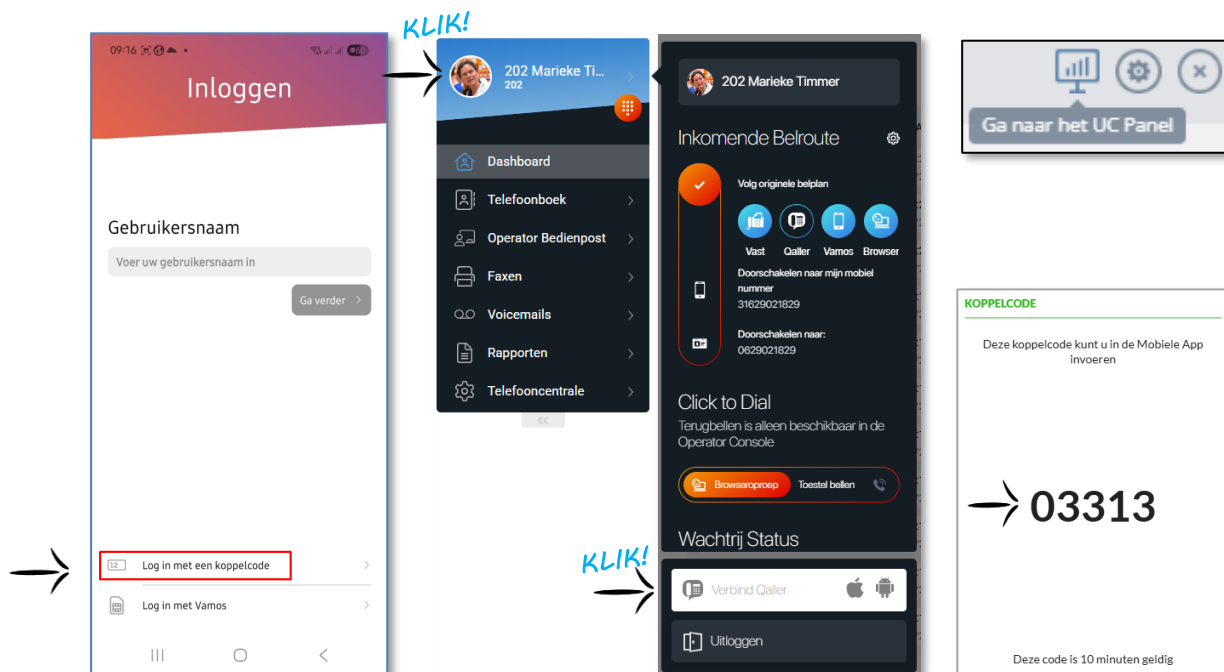 KLIK!
09:16
Inloggen
Gebruikersnaam
Voer uw gebruikersnaam in
Ga verder
12
Log in met een koppelcode
Log in met Vamos
202 Marieke Ti...
202
Dashboard
Telefoonboek
Operator Bedienpost
Faxen
Voicemails
Rapporten
Telefooncentrale
<<
202 Marieke Timmer
Inkomende Belroute
Volg originele belplan
Vast Qaller Vamos Browser
Doorschakelen naar mijn mobiel
nummer
31629021829
Doorschakelen naar:
0629021829
Click to Dial
Terugbellen is alleen beschikbaar in de
Operator Console
Browseroproep Toestel bellen
Wachtrij Status
KLIK!
Verbind Qaller
Uitloggen
Ga naar het UC Panel
KOPPELCODE
Deze koppelcode kunt u in de Mobiele App
invoeren
03313
Deze code is 10 minuten geldig